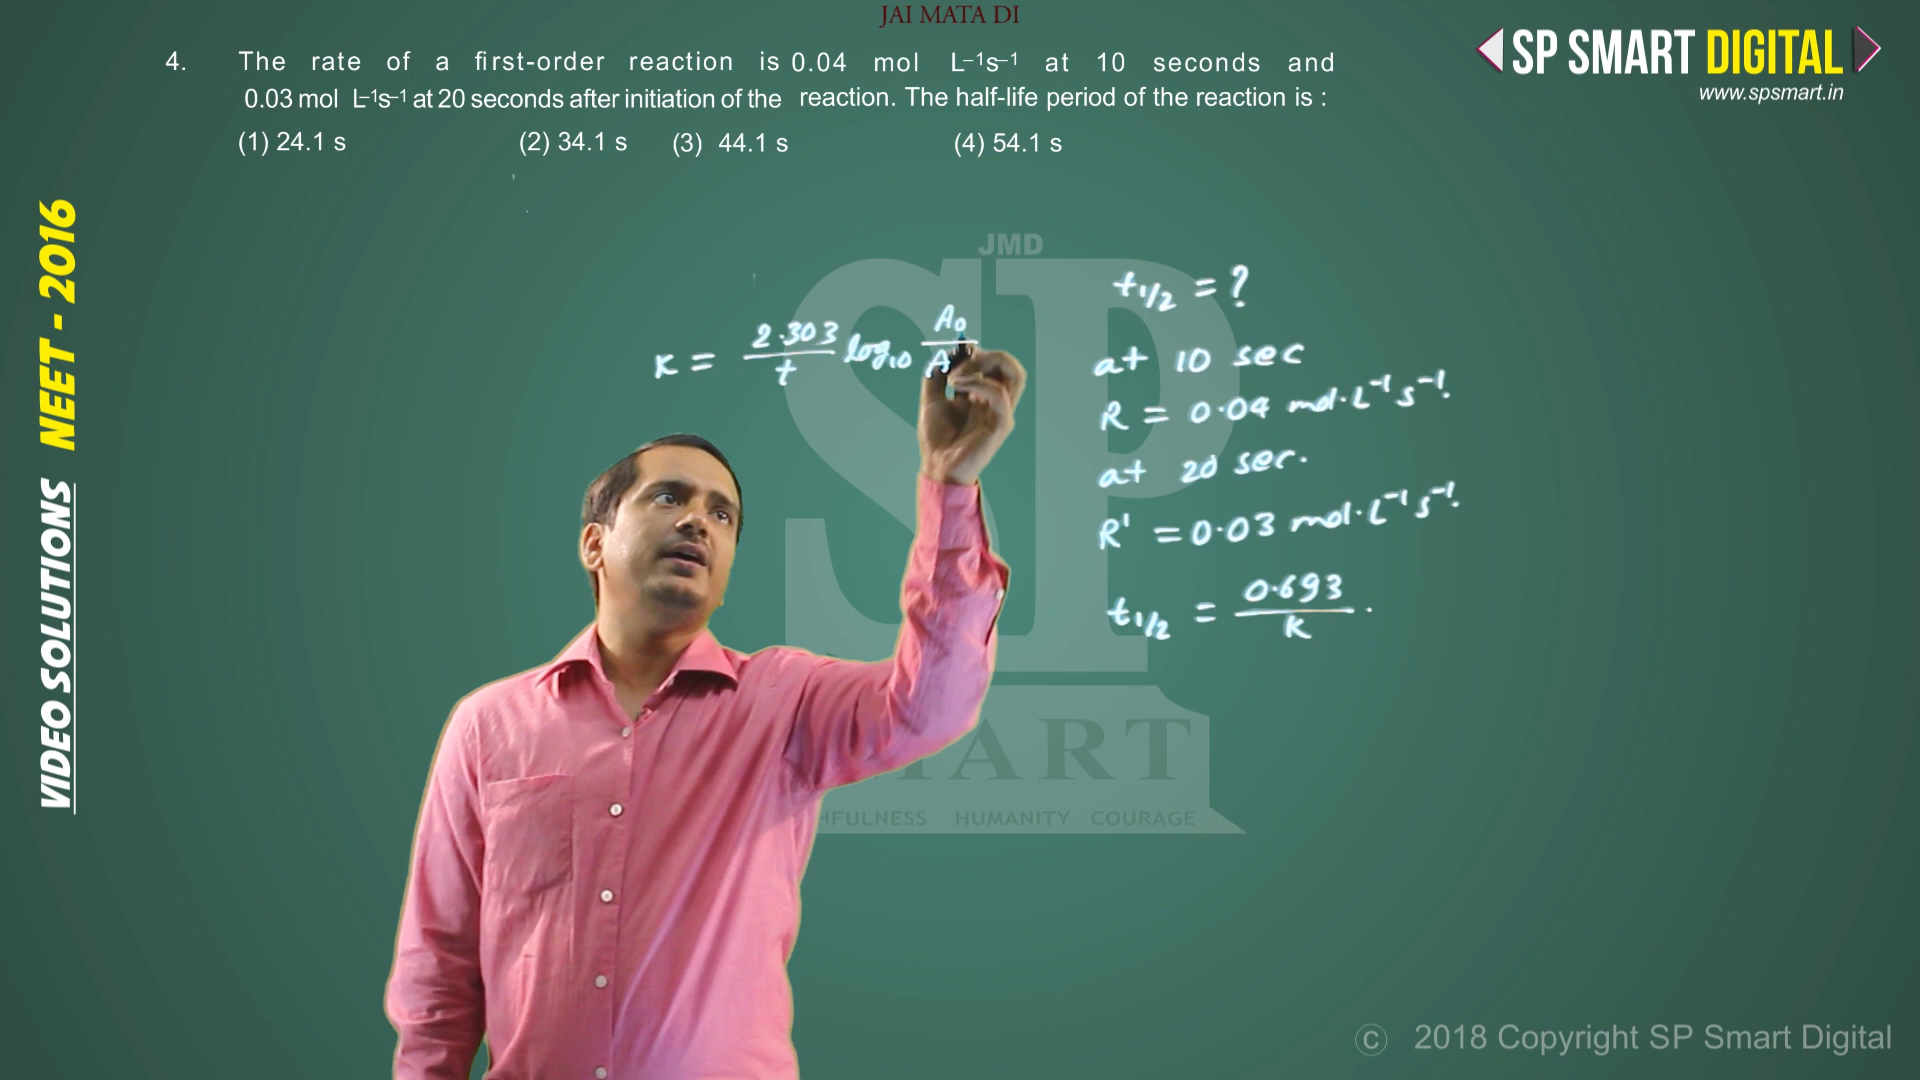 JAI MATA DI
4. The rate of a first-order reaction is 0.04 mol L⁻¹s⁻¹ at 10 seconds and
0.03 mol L⁻¹s⁻¹ at 20 seconds after initiation of the reaction. The half-life period of the reaction is :
(1) 24.1 s (2) 34.1 s (3) 44.1 s (4) 54.1 s
SP SMART DIGITAL
www.spsmart.in
VIDEO SOLUTIONS NEET - 2016
JMD
SP
t1/2 = ?
K = 2.303/t log10 A0/A
at 10 sec
R = 0.04 mol·L⁻¹ s⁻¹.
at 20 sec.
R' = 0.03 mol·L⁻¹ s⁻¹.
t1/2 = 0.693/K .
HUMANITY COURAGE
© 2018 Copyright SP Smart Digital